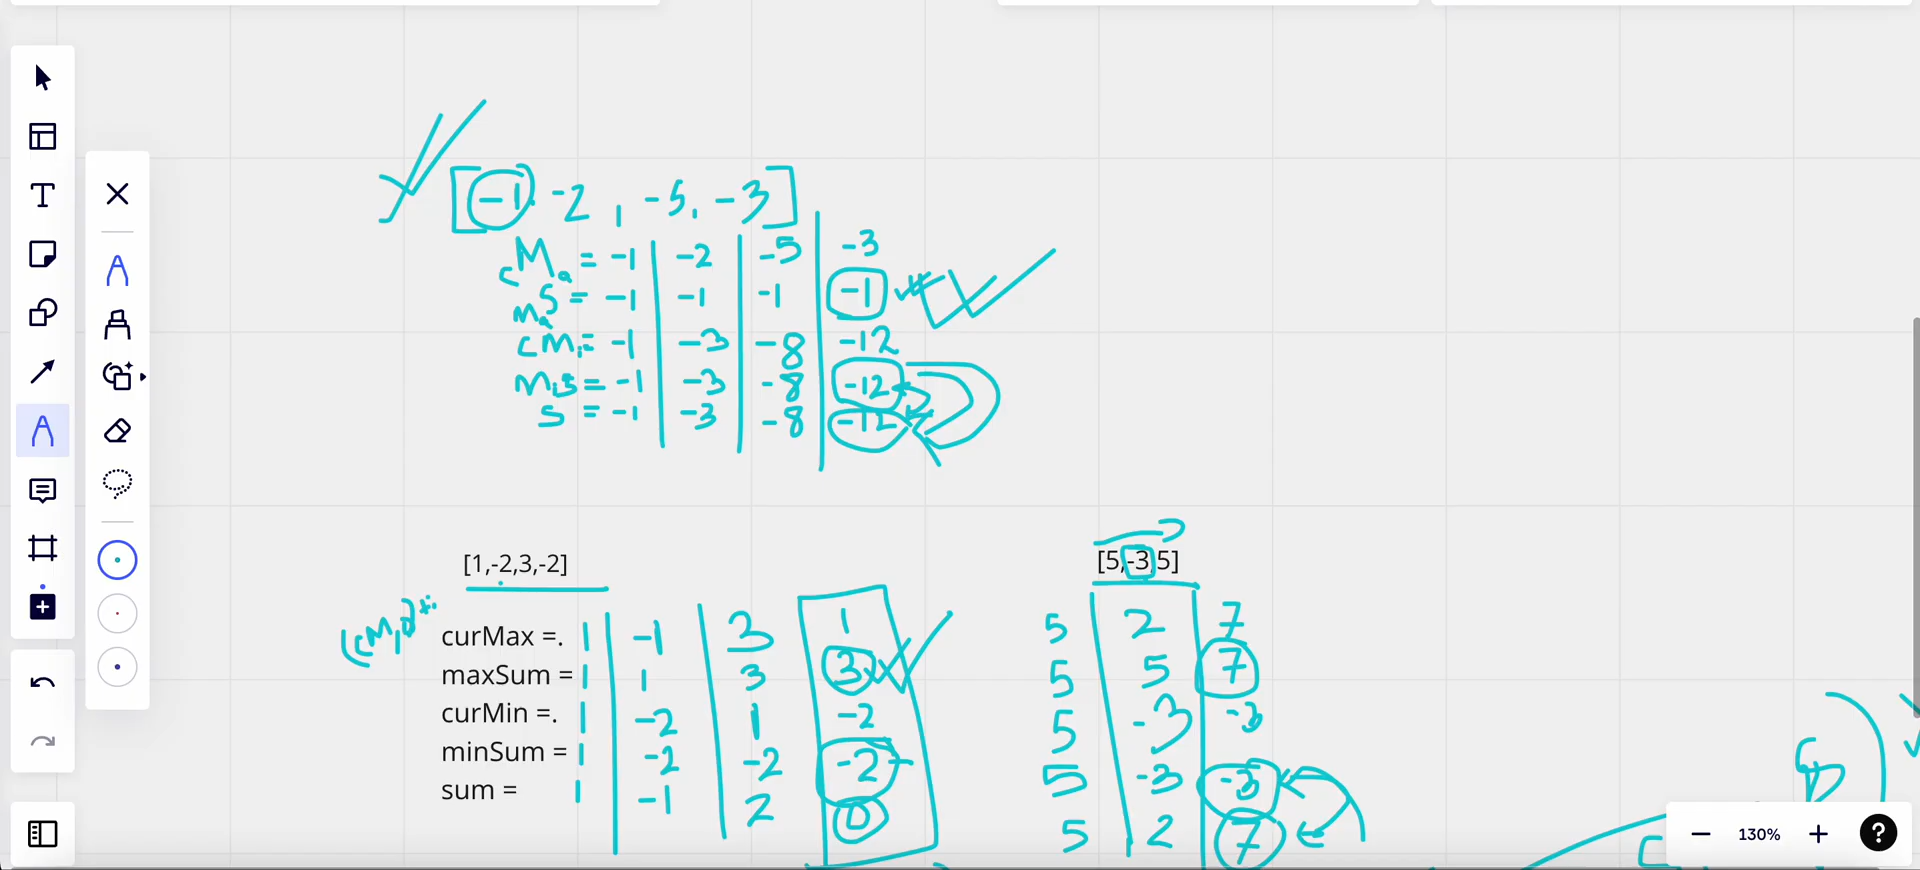 [-1, -2, -5, -3]
cMa = -1 | -2 | -5 | -3
maS = -1 | -1 | -1 | -1
cMi = -1 | -3 | -8 | -12
MiS = -1 | -3 | -8 | -12
S = -1 | -3 | -8 | -12
[1,-2,3,-2]
curMax =. 1 | -1 | 3 | 1
maxSum = 1 | 1 | 3 | 3
curMin =. 1 | -2 | 1 | -2
minSum = 1 | -2 | -2 | -2
sum = 1 | -1 | 2 | 0
[5,-3,5]
5 | 2 | 7
5 | 5 | 7
5 | -3 | -3
5 | -3 | -3
5 | 2 | 7
130%